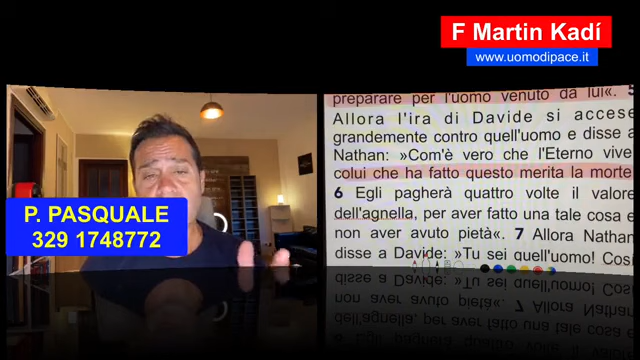 F Martin Kadí
www.uomodipace.it
P. PASQUALE
329 1748772
preparare per l'uomo venuto da lui«. 5
Allora l'ira di Davide si accese
grandemente contro quell'uomo e disse a
Nathan: »Com'è vero che l'Eterno vive
colui che ha fatto questo merita la morte
6 Egli pagherà quattro volte il valore
dell'agnella, per aver fatto una tale cosa e
non aver avuto pietà«. 7 Allora Nathan
disse a Davide: »Tu sei quell'uomo! Così